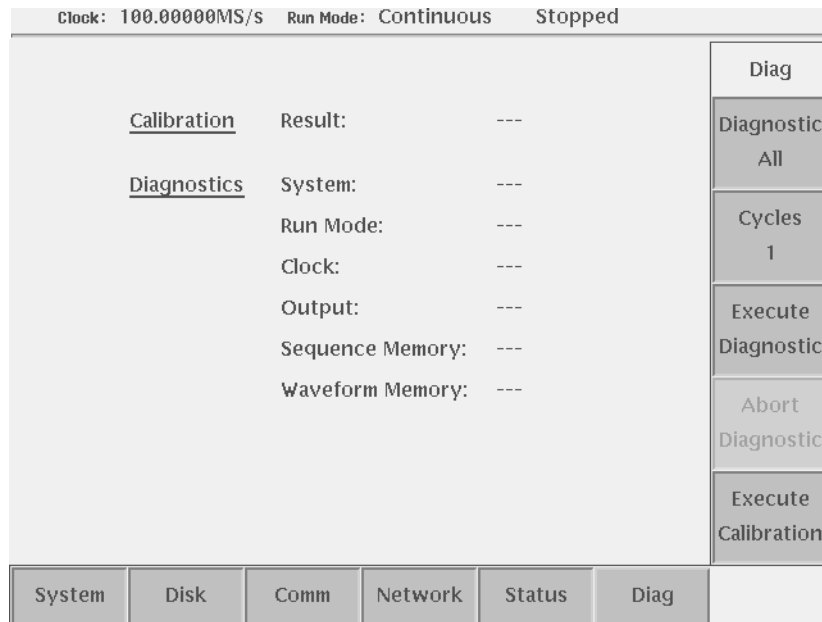 Clock: 100.00000MS/s Run Mode: Continuous Stopped
Calibration Result: ---
Diagnostics System: ---
Run Mode: ---
Clock: ---
Output: ---
Sequence Memory: ---
Waveform Memory: ---
Diag
Diagnostic
All
Cycles
1
Execute
Diagnostic
Abort
Diagnostic
Execute
Calibration
System Disk Comm Network Status Diag